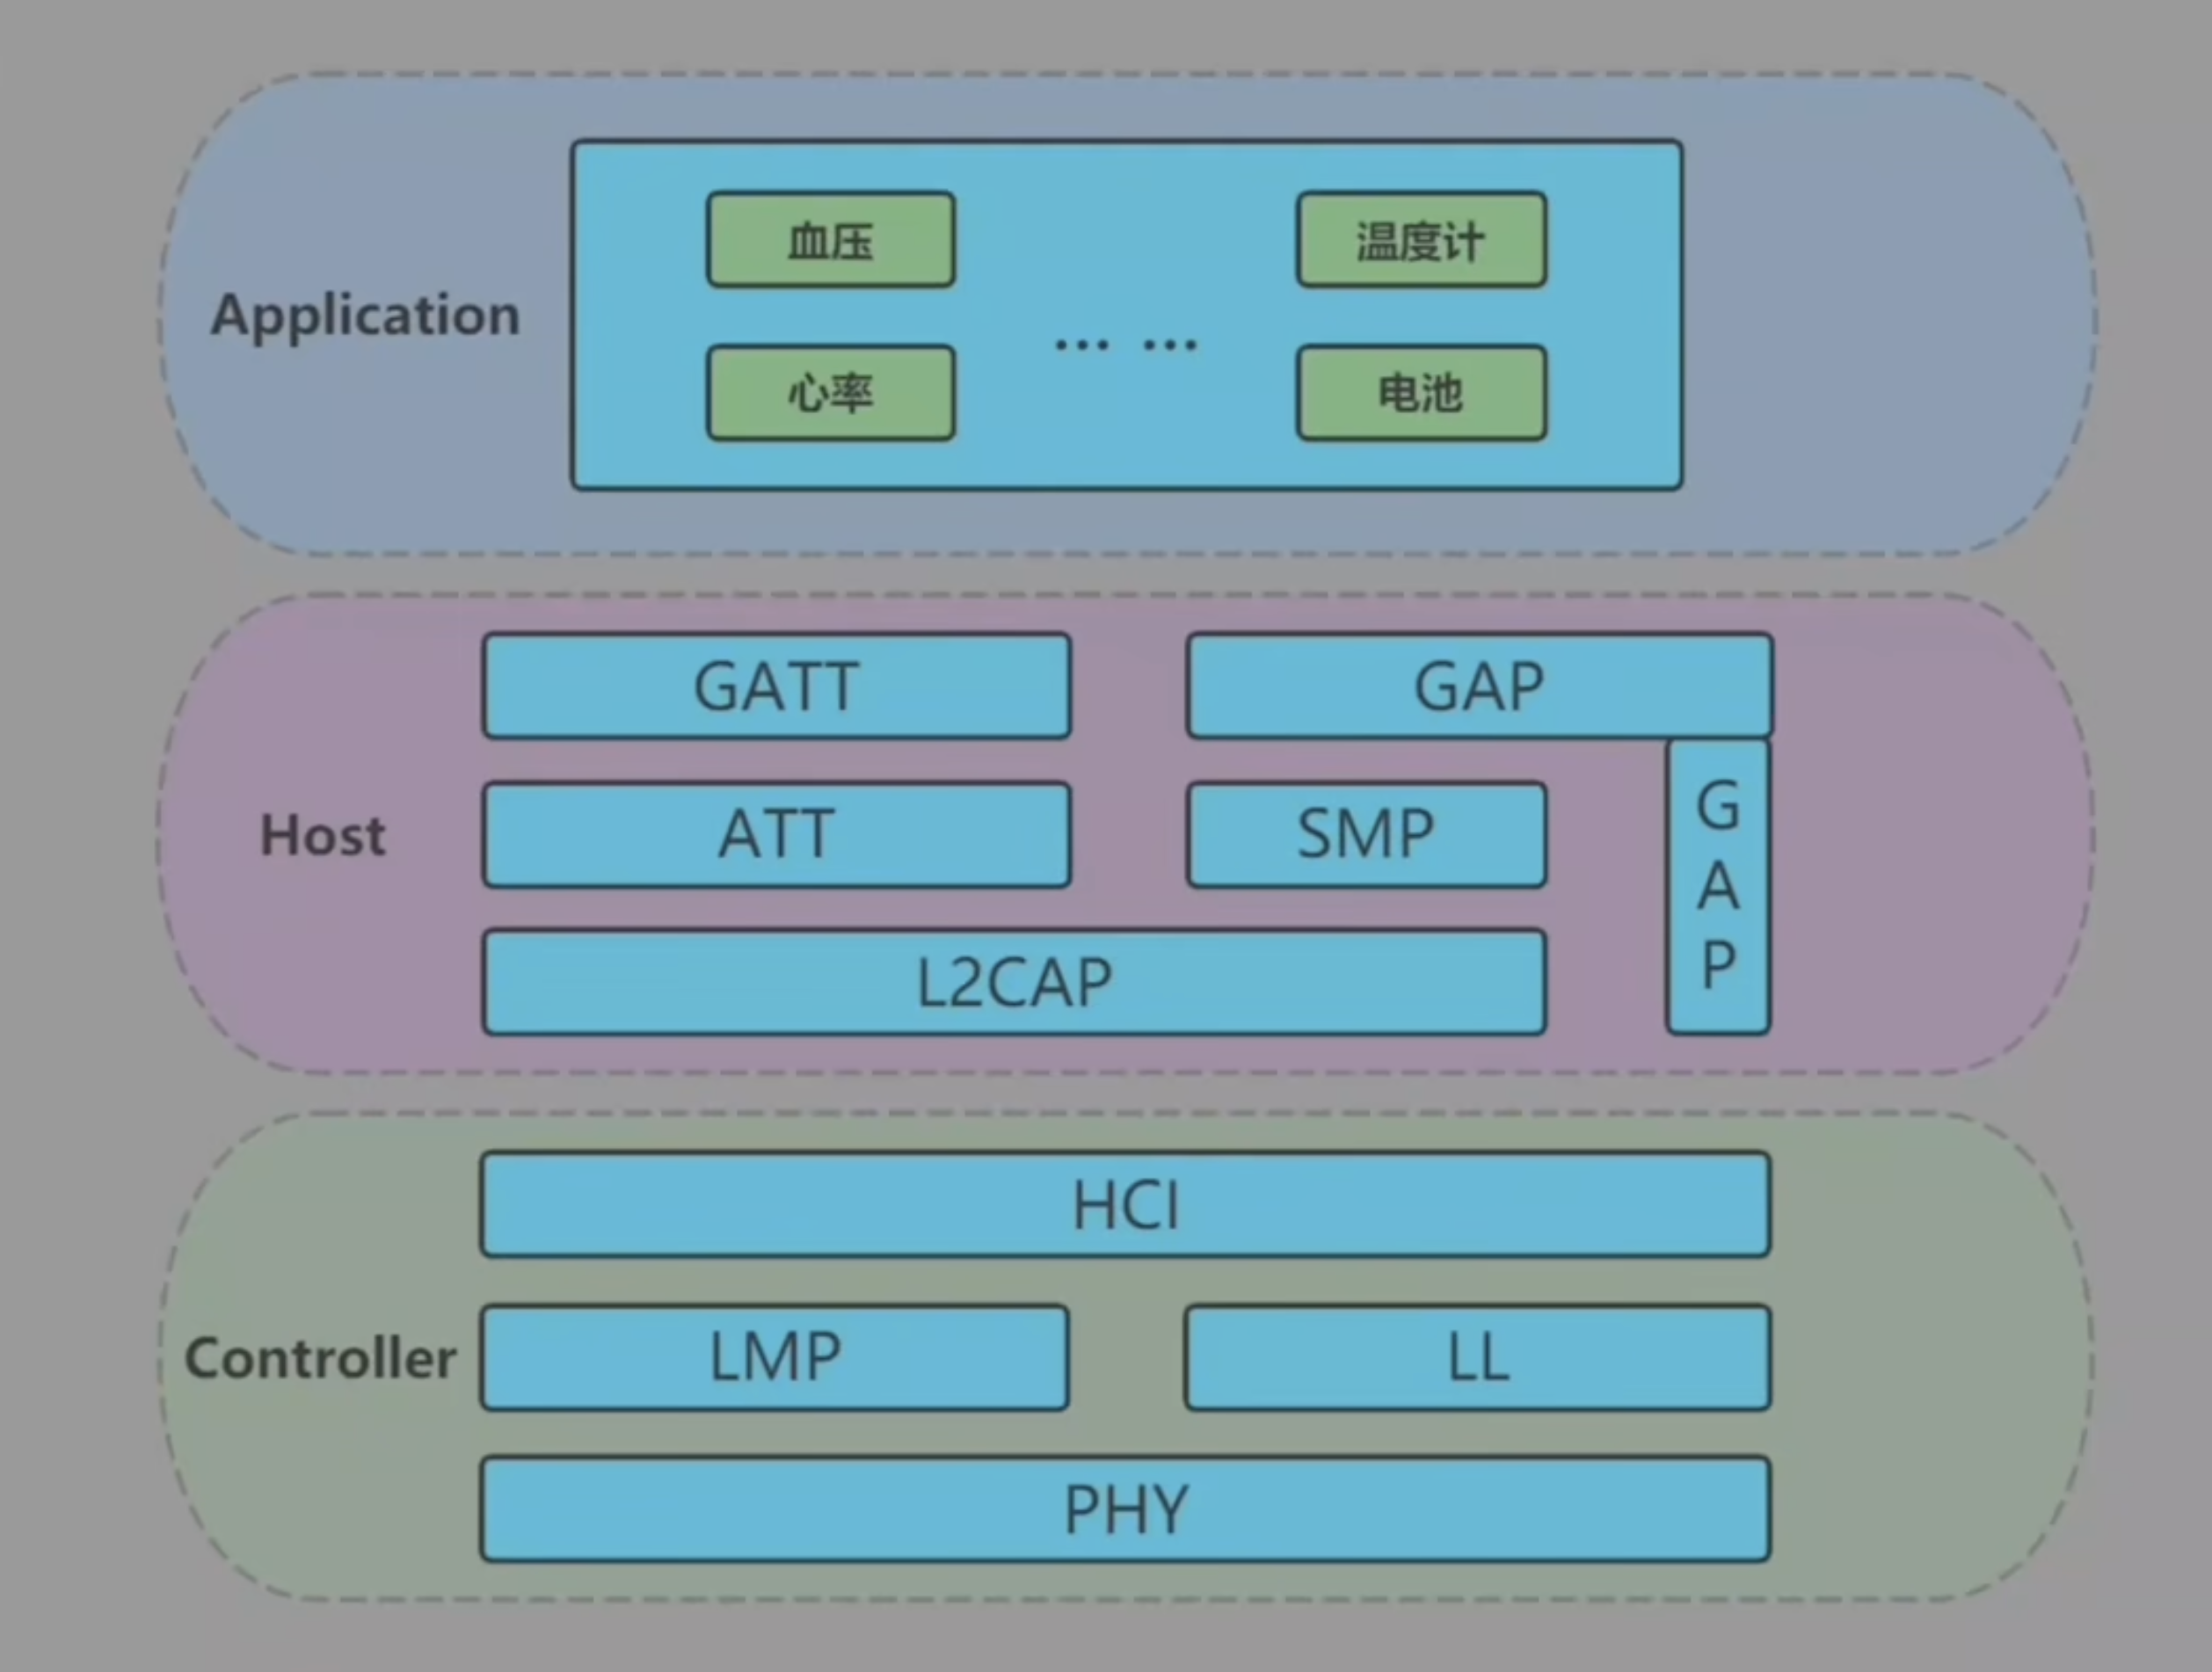 Application
血压
温度计
... ...
心率
电池
Host
GATT
GAP
ATT
SMP
GAP
L2CAP
Controller
HCI
LMP
LL
PHY